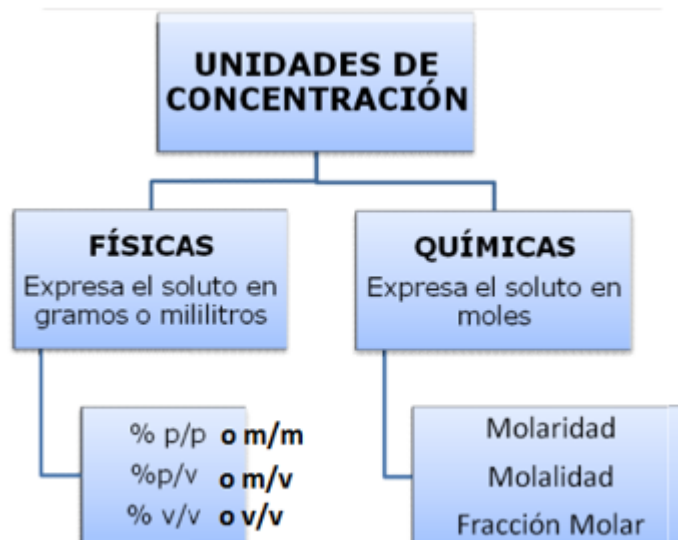 UNIDADES DE
CONCENTRACIÓN
FÍSICAS
Expresa el soluto en
gramos o mililitros
QUÍMICAS
Expresa el soluto en
moles
% p/p o m/m
%p/v o m/v
% v/v o v/v
Molaridad
Molalidad
Fracción Molar